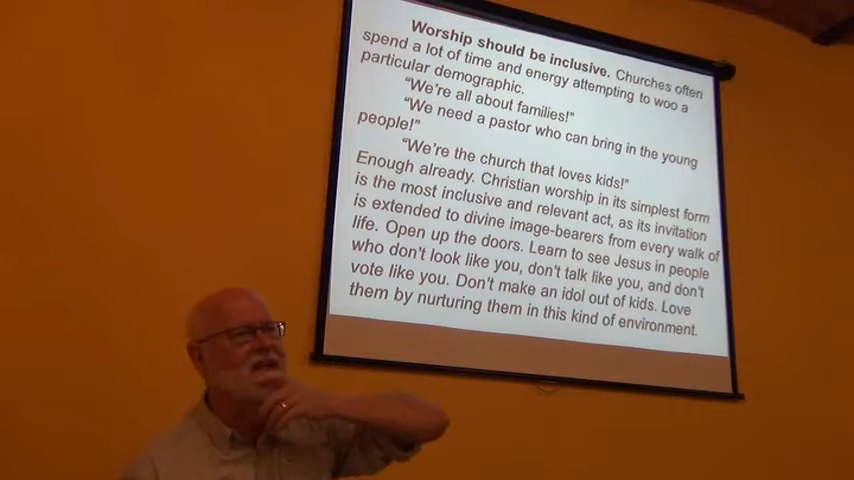 Worship should be inclusive. Churches often
spend a lot of time and energy attempting to woo a
particular demographic.
"We're all about families!"
"We need a pastor who can bring in the young
people!"
"We're the church that loves kids!"
Enough already. Christian worship in its simplest form
is the most inclusive and relevant act, as its invitation
is extended to divine image-bearers from every walk of
life. Open up the doors. Learn to see Jesus in people
who don't look like you, don't talk like you, and don't
vote like you. Don't make an idol out of kids. Love
them by nurturing them in this kind of environment.